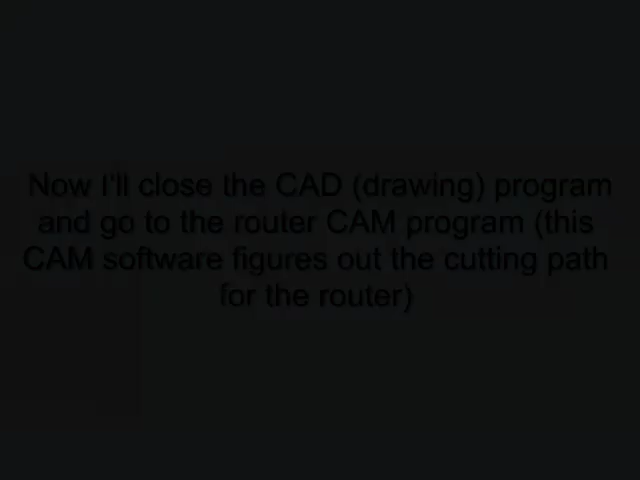 Now I'll close the CAD (drawing) program
and go to the router CAM program (this
CAM software figures out the cutting path
for the router)